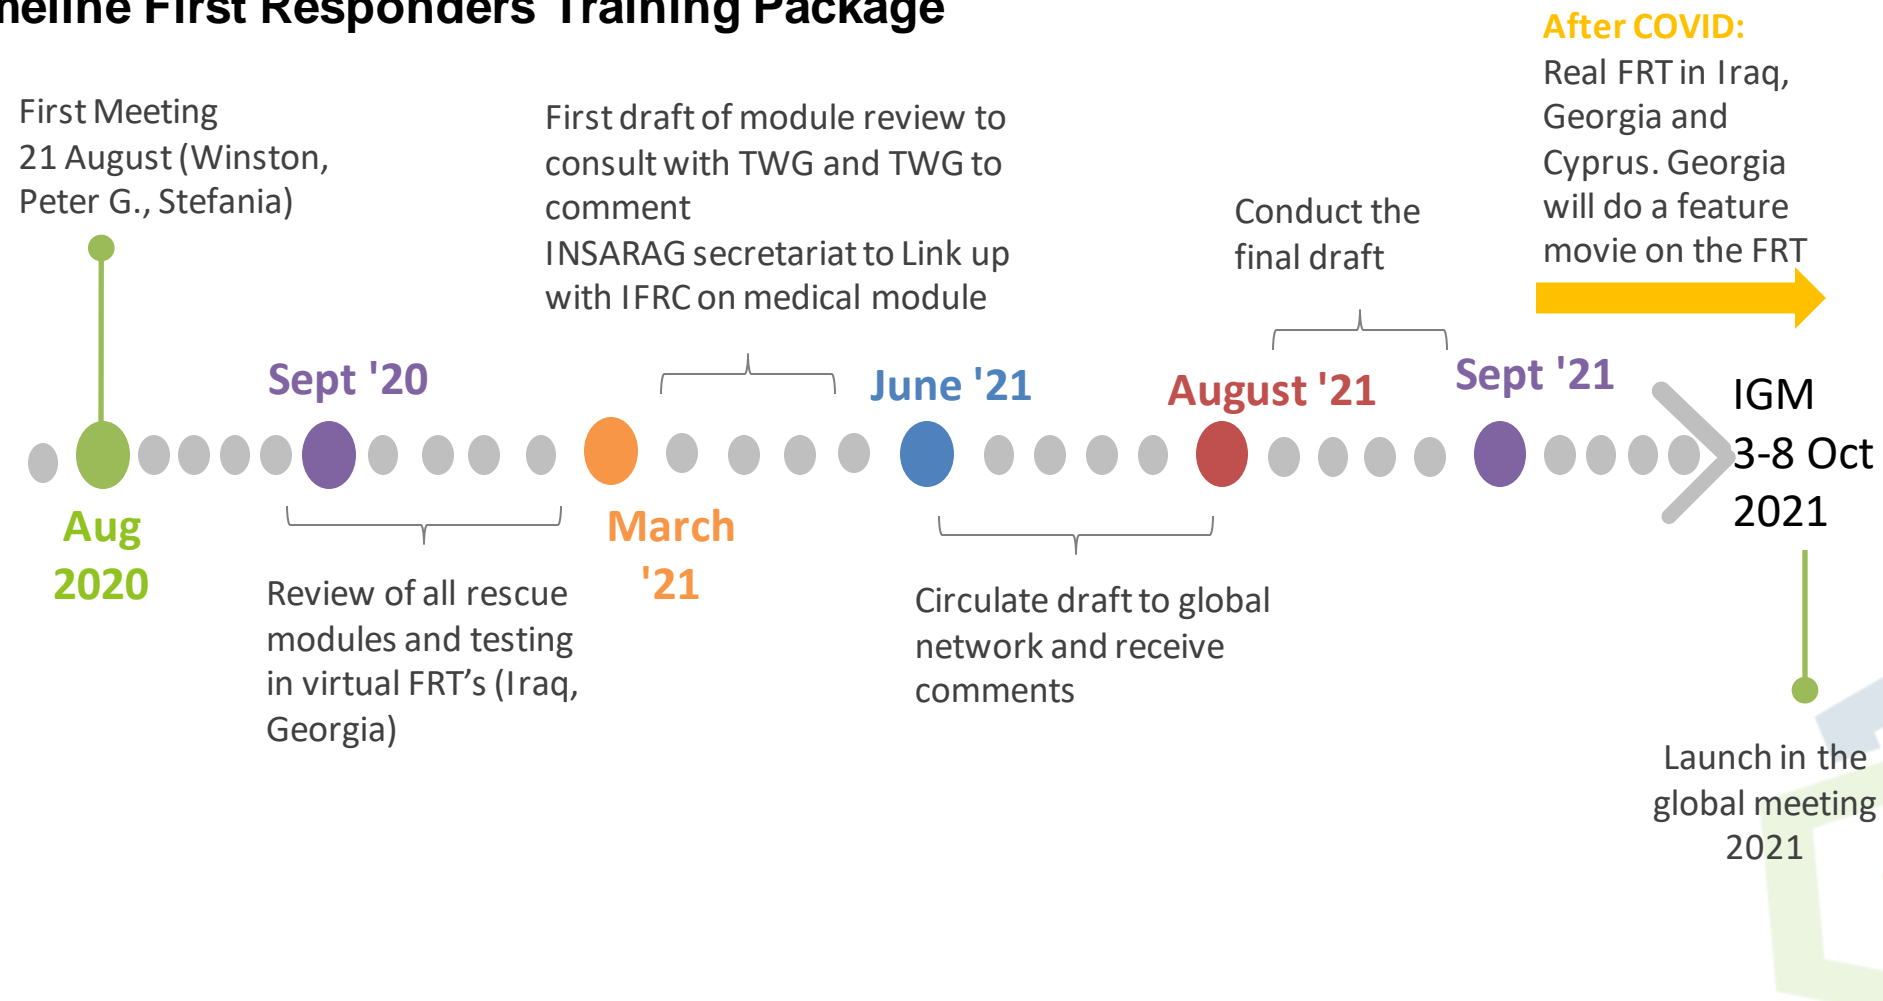 First Responders Training Package
After COVID:
Real FRT in Iraq,
Georgia and
Cyprus. Georgia
will do a feature
movie on the FRT
First Meeting
21 August (Winston,
Peter G., Stefania)
First draft of module review to
consult with TWG and TWG to
comment
INSARAG secretariat to Link up
with IFRC on medical module
Conduct the
final draft
Sept '20
June '21
August '21
Sept '21
IGM
3-8 Oct
2021
Aug
2020
March
'21
Review of all rescue
modules and testing
in virtual FRT’s (Iraq,
Georgia)
Circulate draft to global
network and receive
comments
Launch in the
global meeting
2021